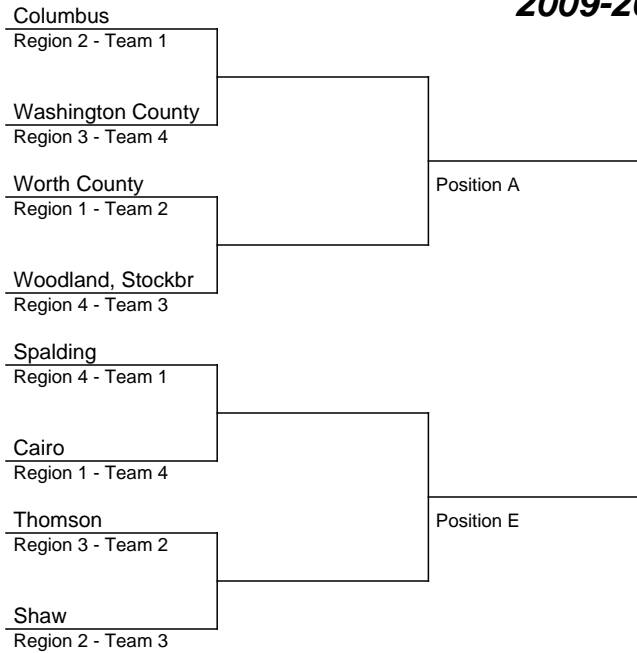 2009-20
Columbus
Region 2 - Team 1
Washington County
Region 3 - Team 4
Worth County
Region 1 - Team 2
Position A
Woodland, Stockbr
Region 4 - Team 3
Spalding
Region 4 - Team 1
Cairo
Region 1 - Team 4
Thomson
Region 3 - Team 2
Position E
Shaw
Region 2 - Team 3